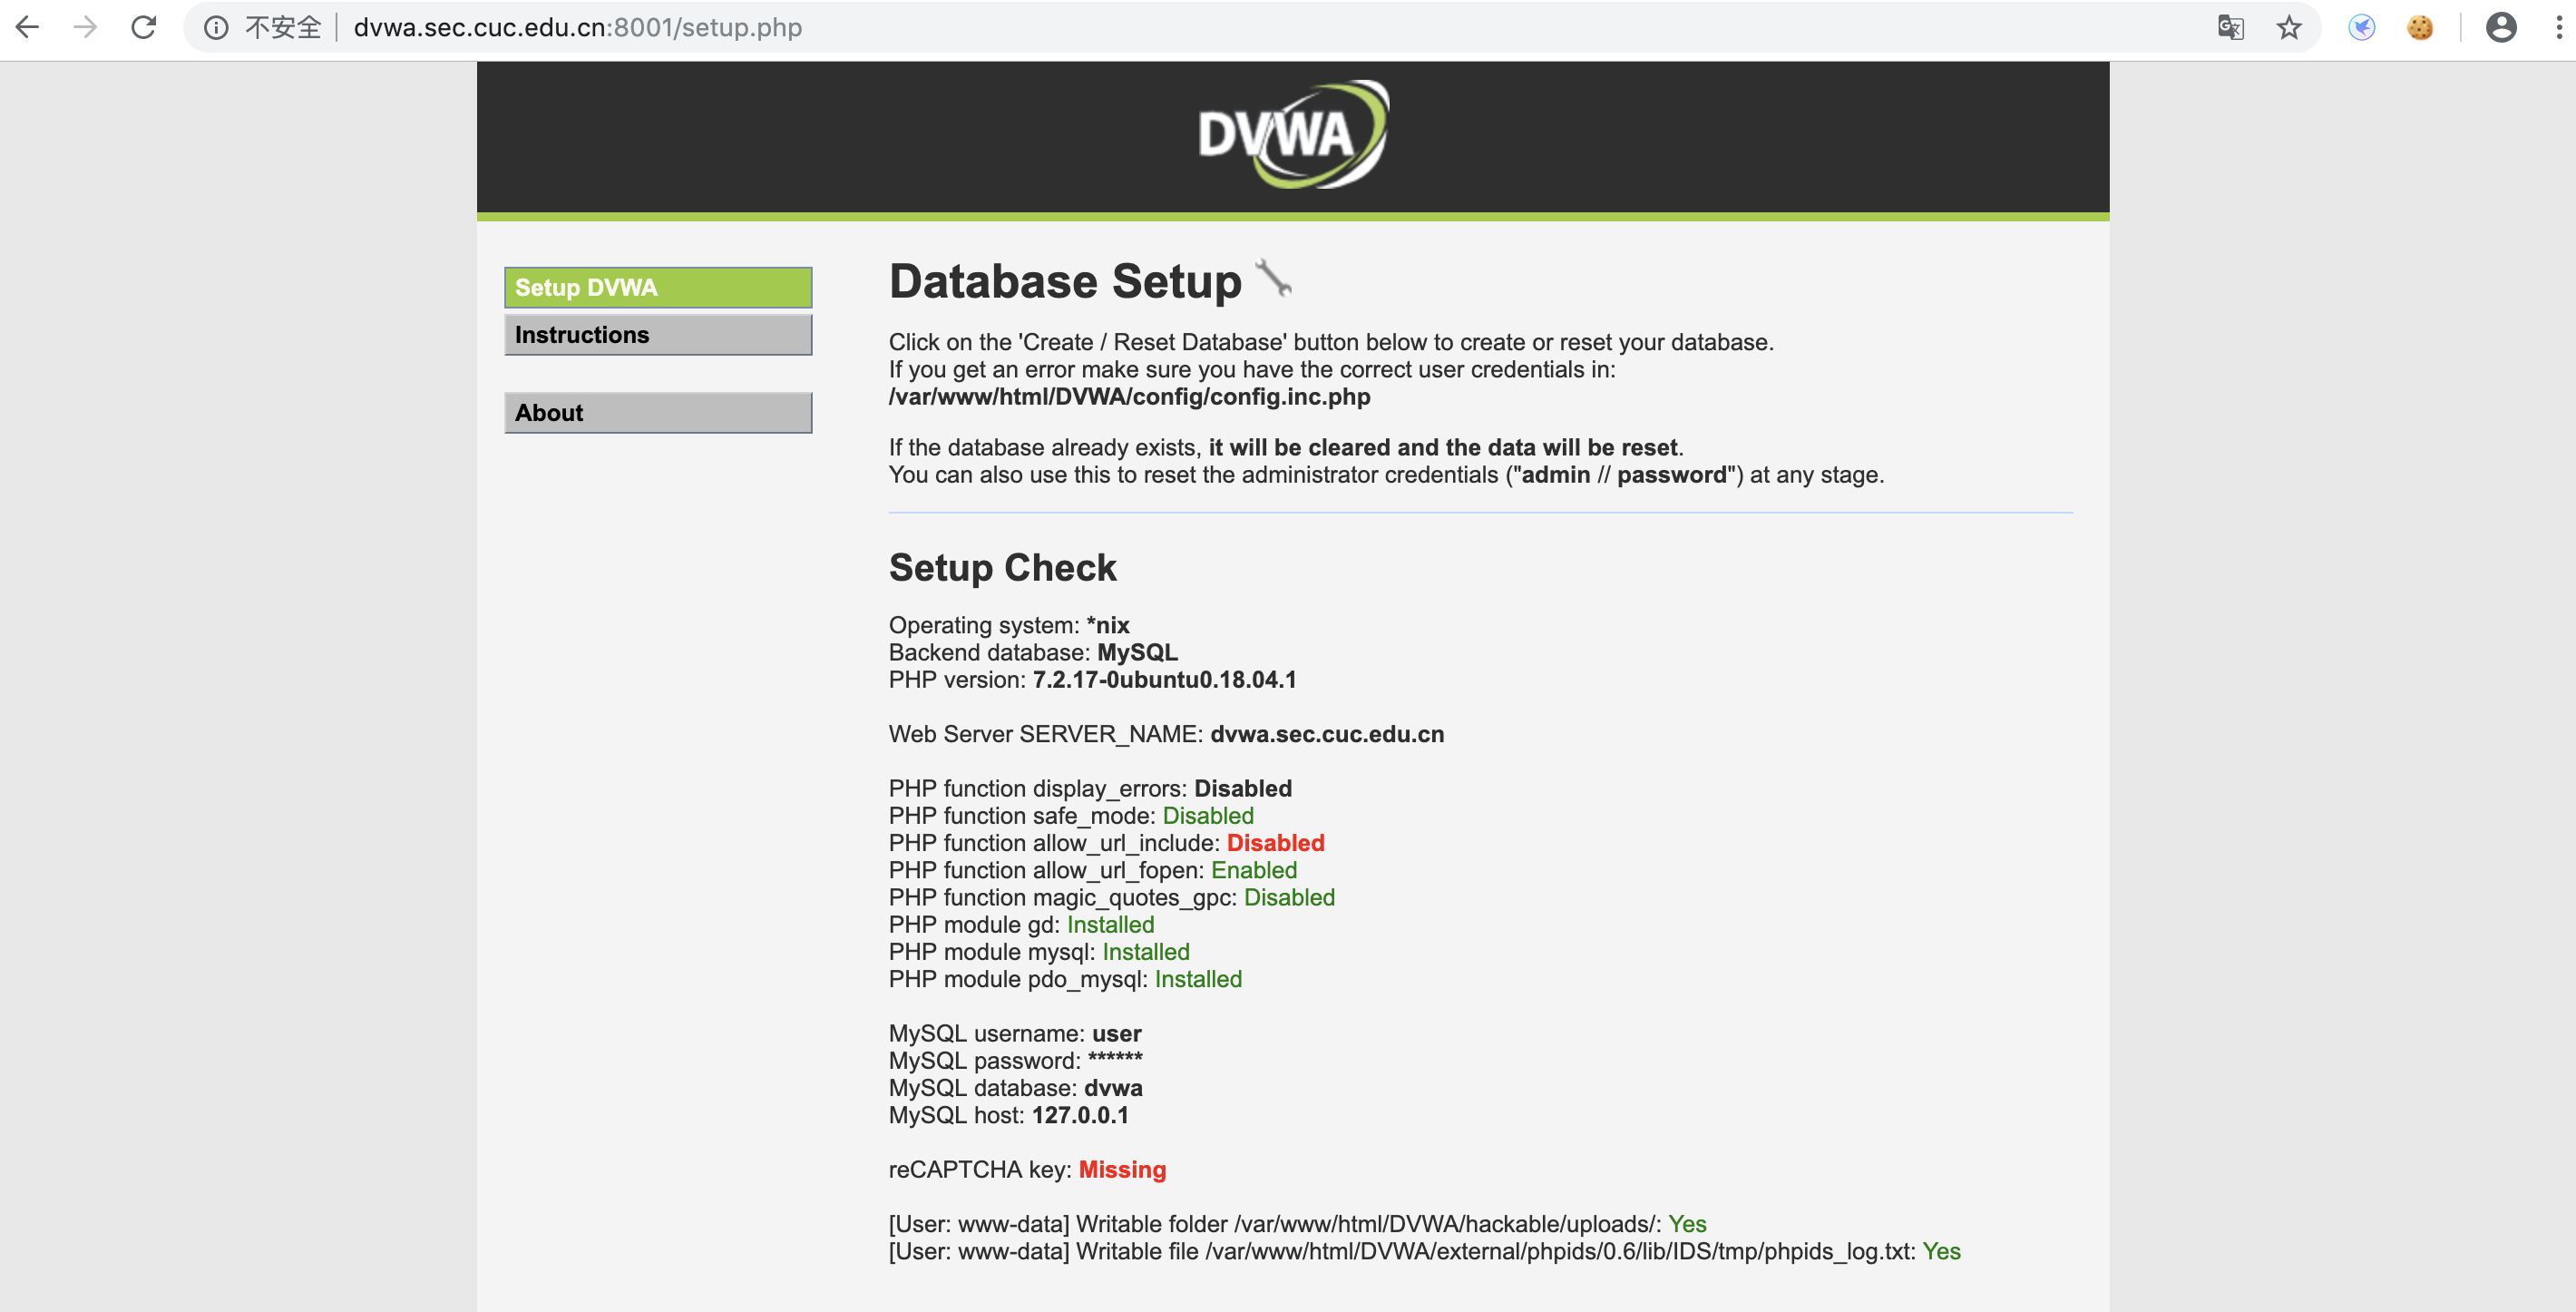 不安全 dvwa.sec.cuc.edu.cn:8001/setup.php
DVWA
Setup DVWA
Instructions
About
Database Setup
Click on the 'Create / Reset Database' button below to create or reset your database.
If you get an error make sure you have the correct user credentials in:
/var/www/html/DVWA/config/config.inc.php
If the database already exists, it will be cleared and the data will be reset.
You can also use this to reset the administrator credentials ("admin // password") at any stage.
Setup Check
Operating system: *nix
Backend database: MySQL
PHP version: 7.2.17-0ubuntu0.18.04.1
Web Server SERVER_NAME: dvwa.sec.cuc.edu.cn
PHP function display_errors: Disabled
PHP function safe_mode: Disabled
PHP function allow_url_include: Disabled
PHP function allow_url_fopen: Enabled
PHP function magic_quotes_gpc: Disabled
PHP module gd: Installed
PHP module mysql: Installed
PHP module pdo_mysql: Installed
MySQL username: user
MySQL password: ******
MySQL database: dvwa
MySQL host: 127.0.0.1
reCAPTCHA key: Missing
[User: www-data] Writable folder /var/www/html/DVWA/hackable/uploads/: Yes
[User: www-data] Writable file /var/www/html/DVWA/external/phpids/0.6/lib/IDS/tmp/phpids_log.txt: Yes